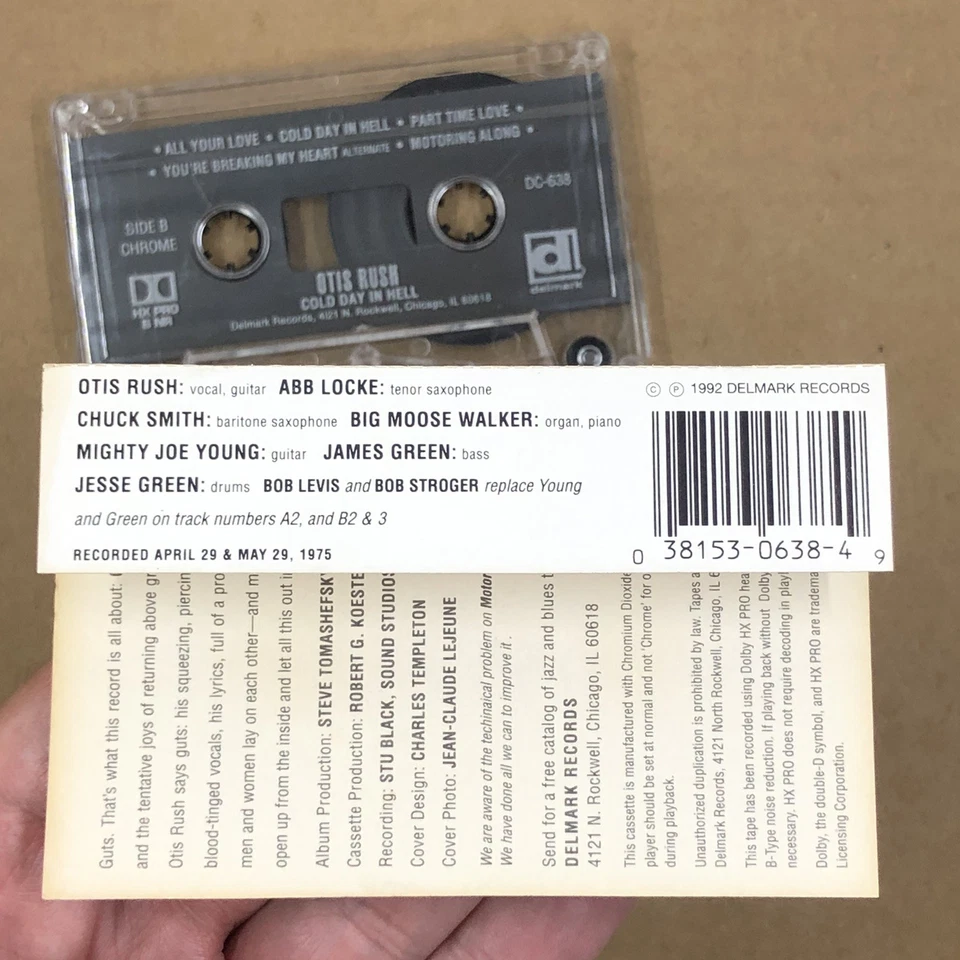 • ALL YOUR LOVE • COLD DAY IN HELL • PART TIME LOVE •
• YOU'RE BREAKING MY HEART ALTERNATE • MOTORING ALONG •
SIDE B
CHROME
DC-638
HX PRO
B NR
OTIS RUSH
COLD DAY IN HELL
Delmark Records, 4121 N. Rockwell, Chicago, IL 60618
d
delmark
OTIS RUSH: vocal, guitar ABB LOCKE: tenor saxophone
CHUCK SMITH: baritone saxophone BIG MOOSE WALKER: organ, piano
MIGHTY JOE YOUNG: guitar JAMES GREEN: bass
JESSE GREEN: drums BOB LEVIS and BOB STROGER replace Young
and Green on track numbers A2, and B2 & 3
RECORDED APRIL 29 & MAY 29, 1975
© ℗ 1992 DELMARK RECORDS
0 38153-0638-4 9
Guts. That's what this record is all about:
and the tentative joys of returning above
Otis Rush says guts: his squeezing,
blood-tinged vocals, his lyrics, full of a
men and women lay on each other—and
open up from the inside and let all this out
Album Production: STEVE TOMASHEFSKY
Cassette Production: ROBERT G. KOESTE
Recording: STU BLACK, SOUND STUDIOS
Cover Design: CHARLES TEMPLETON
Cover Photo: JEAN-CLAUDE LEJEUNE
We are aware of the techinaical problem on Motor
We have done all we can to improve it .
Send for a free catalog of jazz and blues
DELMARK RECORDS
4121 N. Rockwell, Chicago, IL 60618
This cassette is manufactured with Chromium Dioxide
player should be set at normal and not 'Chrome' for
during playback.
Unauthorized duplication is prohibited by law. Tapes
Delmark Records, 4121 North Rockwell, Chicago, IL
This tape has been recorded using Dolby HX PRO
B-Type noise reduction. If playing back without Dolby
necessary. HX PRO does not require decoding in
Dolby, the double-D symbol, and HX PRO are
Licensing Corporation.